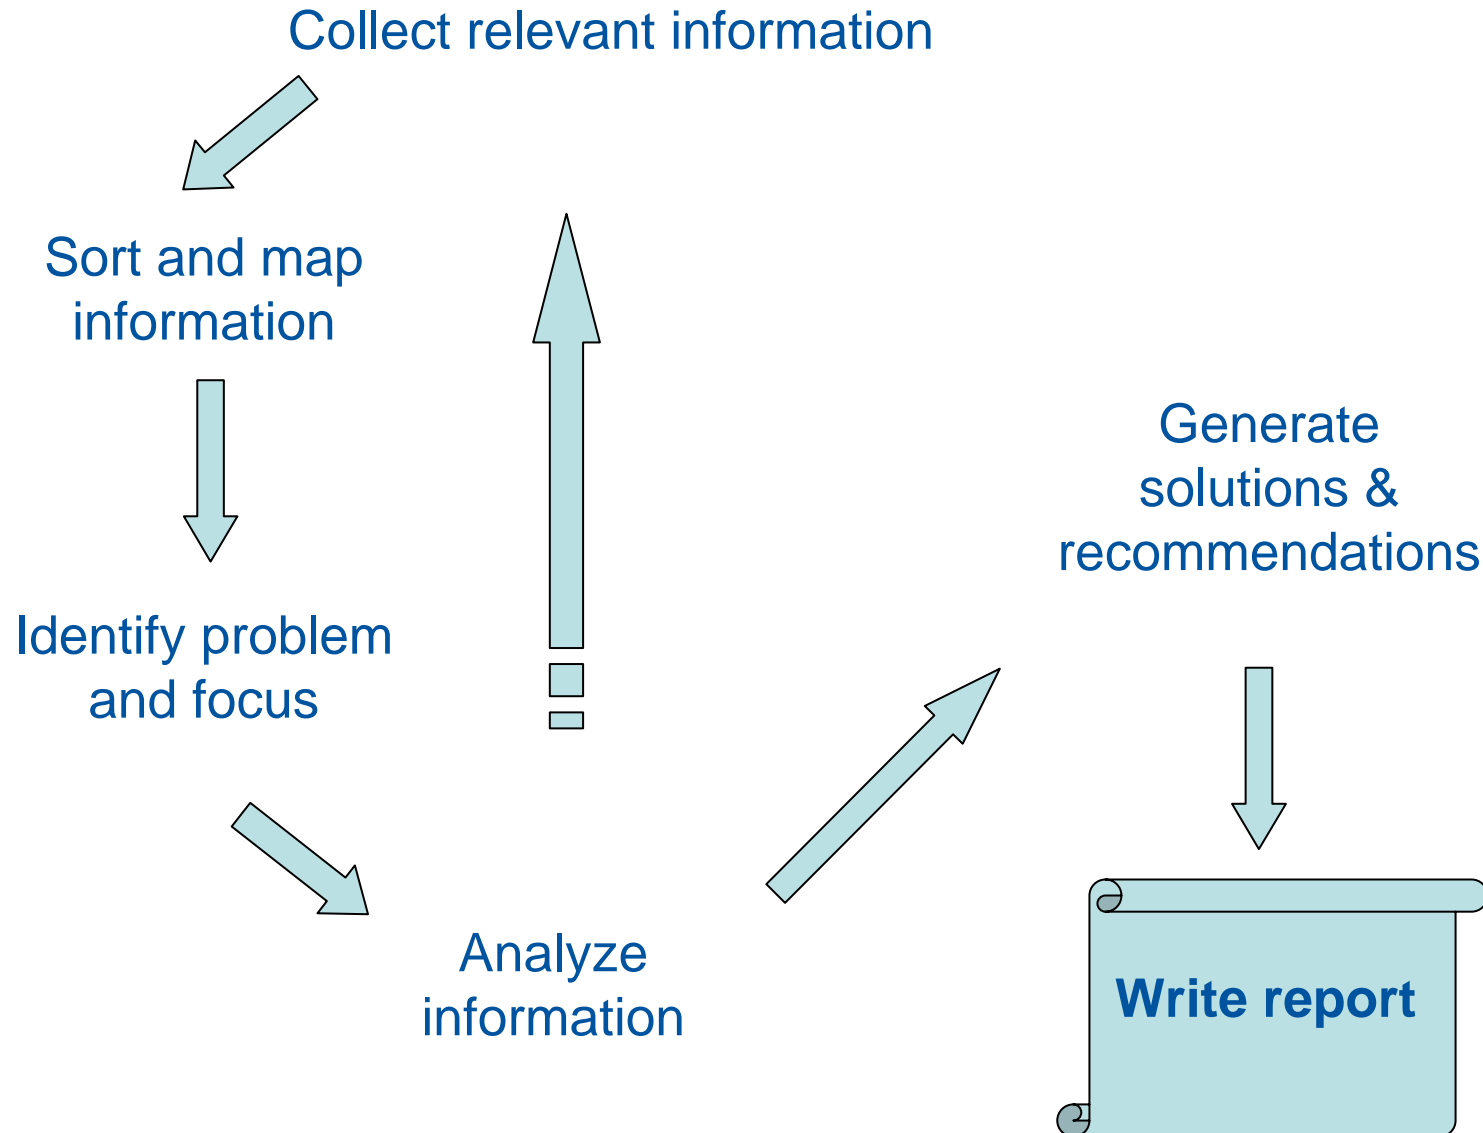 Collect relevant information
Sort and map
information
Identify problem
and focus
Analyze
information
Generate
solutions &
recommendations
Write report